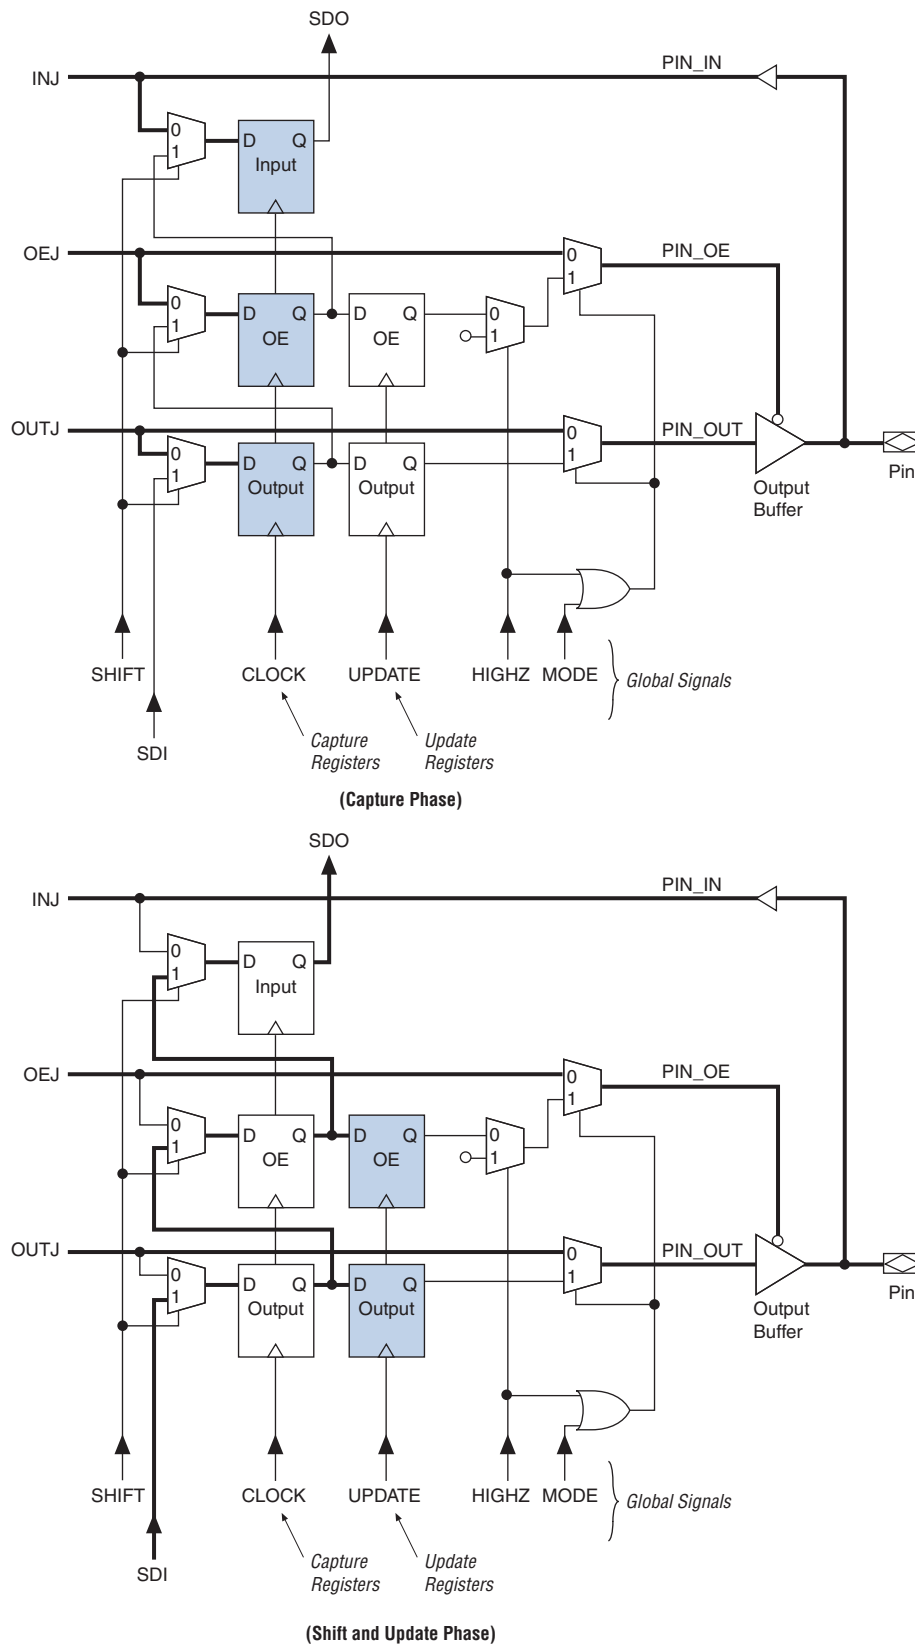 SDO
INJ
PIN_IN
0
1
D Q
Input
OEJ
PIN_OE
0
1
0
1
D Q
OE
D Q
OE
0
1
OUTJ
PIN_OUT
0
1
0
1
D Q
Output
D Q
Output
Output
Buffer
Pin
SHIFT
CLOCK
UPDATE
HIGHZ
MODE
Global Signals
SDI
Capture
Registers
Update
Registers
(Capture Phase)
SDO
INJ
PIN_IN
0
1
D Q
Input
OEJ
PIN_OE
0
1
0
1
D Q
OE
D Q
OE
0
1
OUTJ
PIN_OUT
0
1
0
1
D Q
Output
D Q
Output
Output
Buffer
Pin
SHIFT
CLOCK
UPDATE
HIGHZ
MODE
Global Signals
SDI
Capture
Registers
Update
Registers
(Shift and Update Phase)